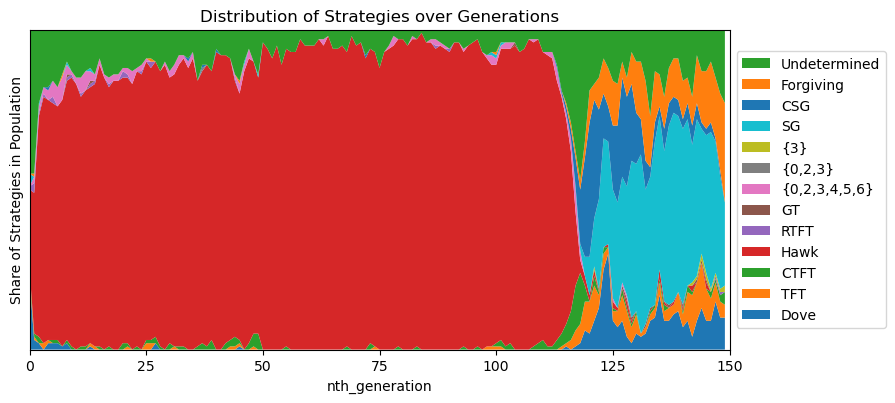 Distribution of Strategies over Generations
Share of Strategies in Population
0 25 50 75 100 125 150
nth_generation
Undetermined
Forgiving
CSG
SG
{3}
{0,2,3}
{0,2,3,4,5,6}
GT
RTFT
Hawk
CTFT
TFT
Dove